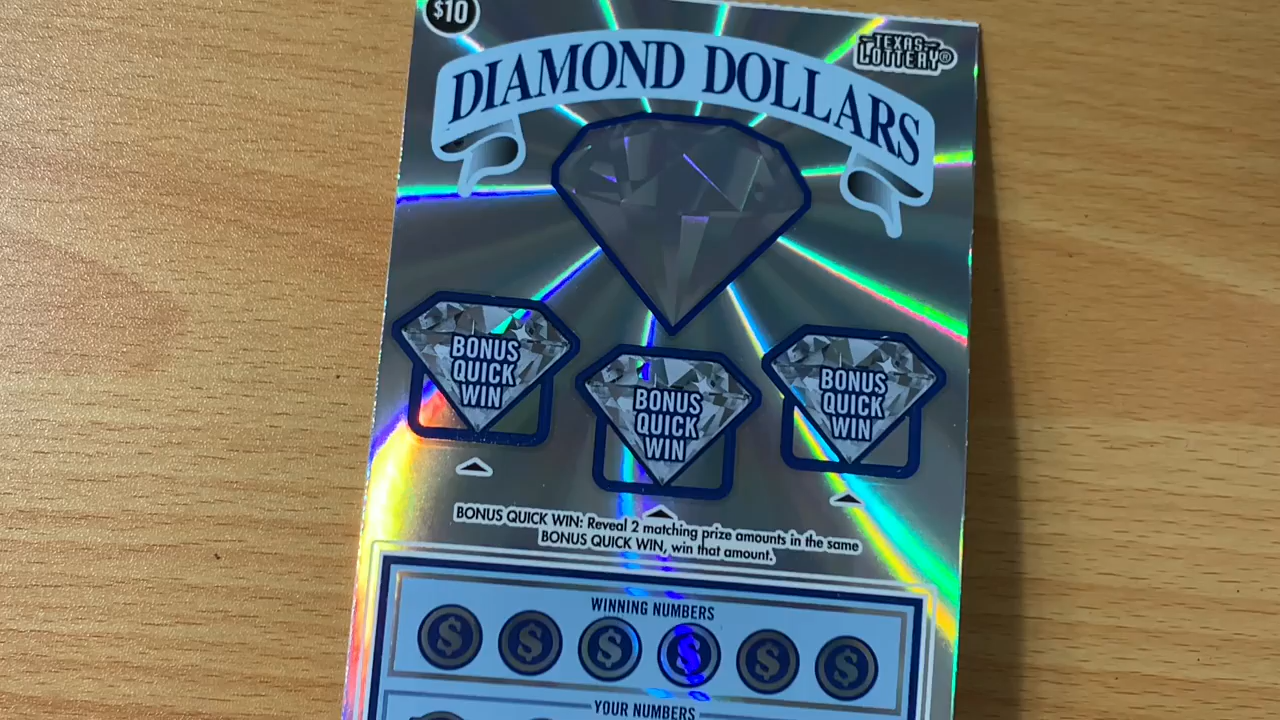 $10
TEXAS
LOTTERY®
DIAMOND DOLLARS
BONUS
QUICK
WIN
BONUS
QUICK
WIN
BONUS
QUICK
WIN
BONUS QUICK WIN: Reveal 2 matching prize amounts in the same
BONUS QUICK WIN, win that amount.
WINNING NUMBERS
$ $ $ $ $ $
YOUR NUMBERS